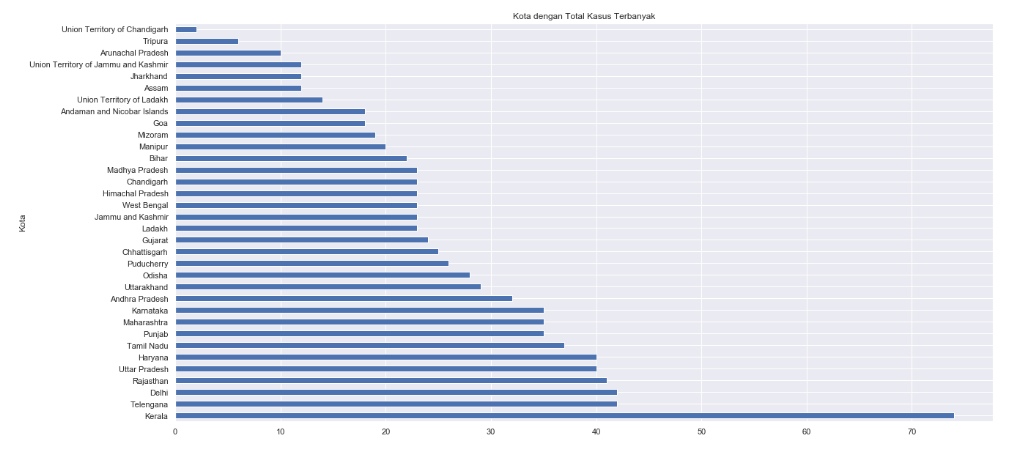 Kota dengan Total Kasus Terbanyak
Union Territory of Chandigarh
Tripura
Arunachal Pradesh
Union Territory of Jammu and Kashmir
Jharkhand
Assam
Union Territory of Ladakh
Andaman and Nicobar Islands
Goa
Mizoram
Manipur
Bihar
Madhya Pradesh
Chandigarh
Himachal Pradesh
West Bengal
Jammu and Kashmir
Ladakh
Gujarat
Chhattisgarh
Puducherry
Odisha
Uttarakhand
Andhra Pradesh
Karnataka
Maharashtra
Punjab
Tamil Nadu
Haryana
Uttar Pradesh
Rajasthan
Delhi
Telengana
Kerala
Kota
0 10 20 30 40 50 60 70